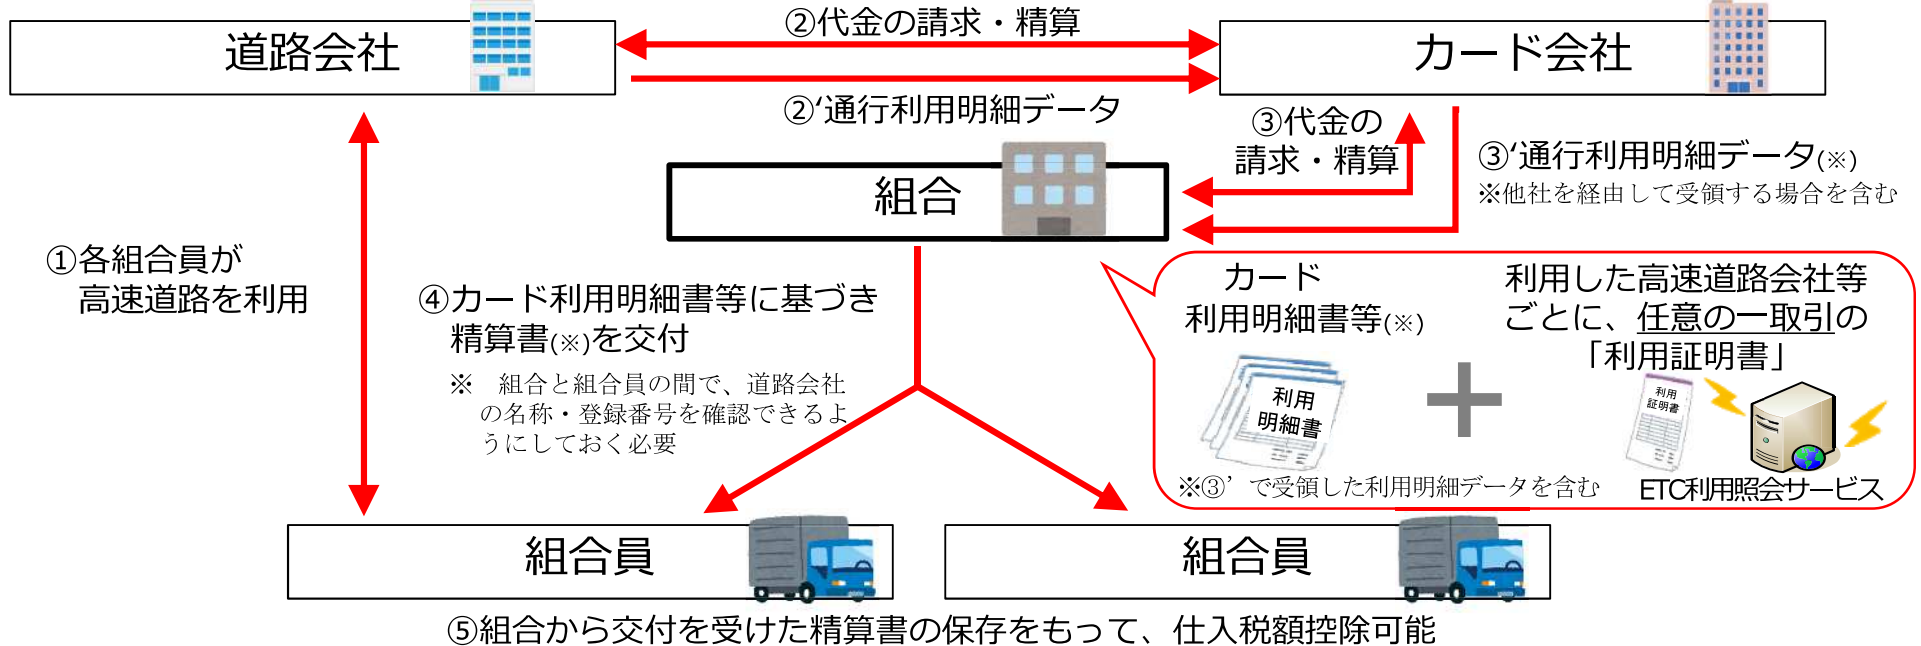 道路会社
②代金の請求・精算
カード会社
②‘通行利用明細データ
③代金の
請求・精算
③‘通行利用明細データ(※)
※他社を経由して受領する場合を含む
組合
①各組合員が
高速道路を利用
④カード利用明細書等に基づき
精算書(※)を交付
※　組合と組合員の間で、道路会社
の名称・登録番号を確認できるよ
うにしておく必要
カード
利用明細書等(※)
利用
明細書
※③’で受領した利用明細データを含む
利用した高速道路会社等
ごとに、任意の一取引の
「利用証明書」
利用
証明書
ETC利用照会サービス
組合員
組合員
⑤組合から交付を受けた精算書の保存をもって、仕入税額控除可能